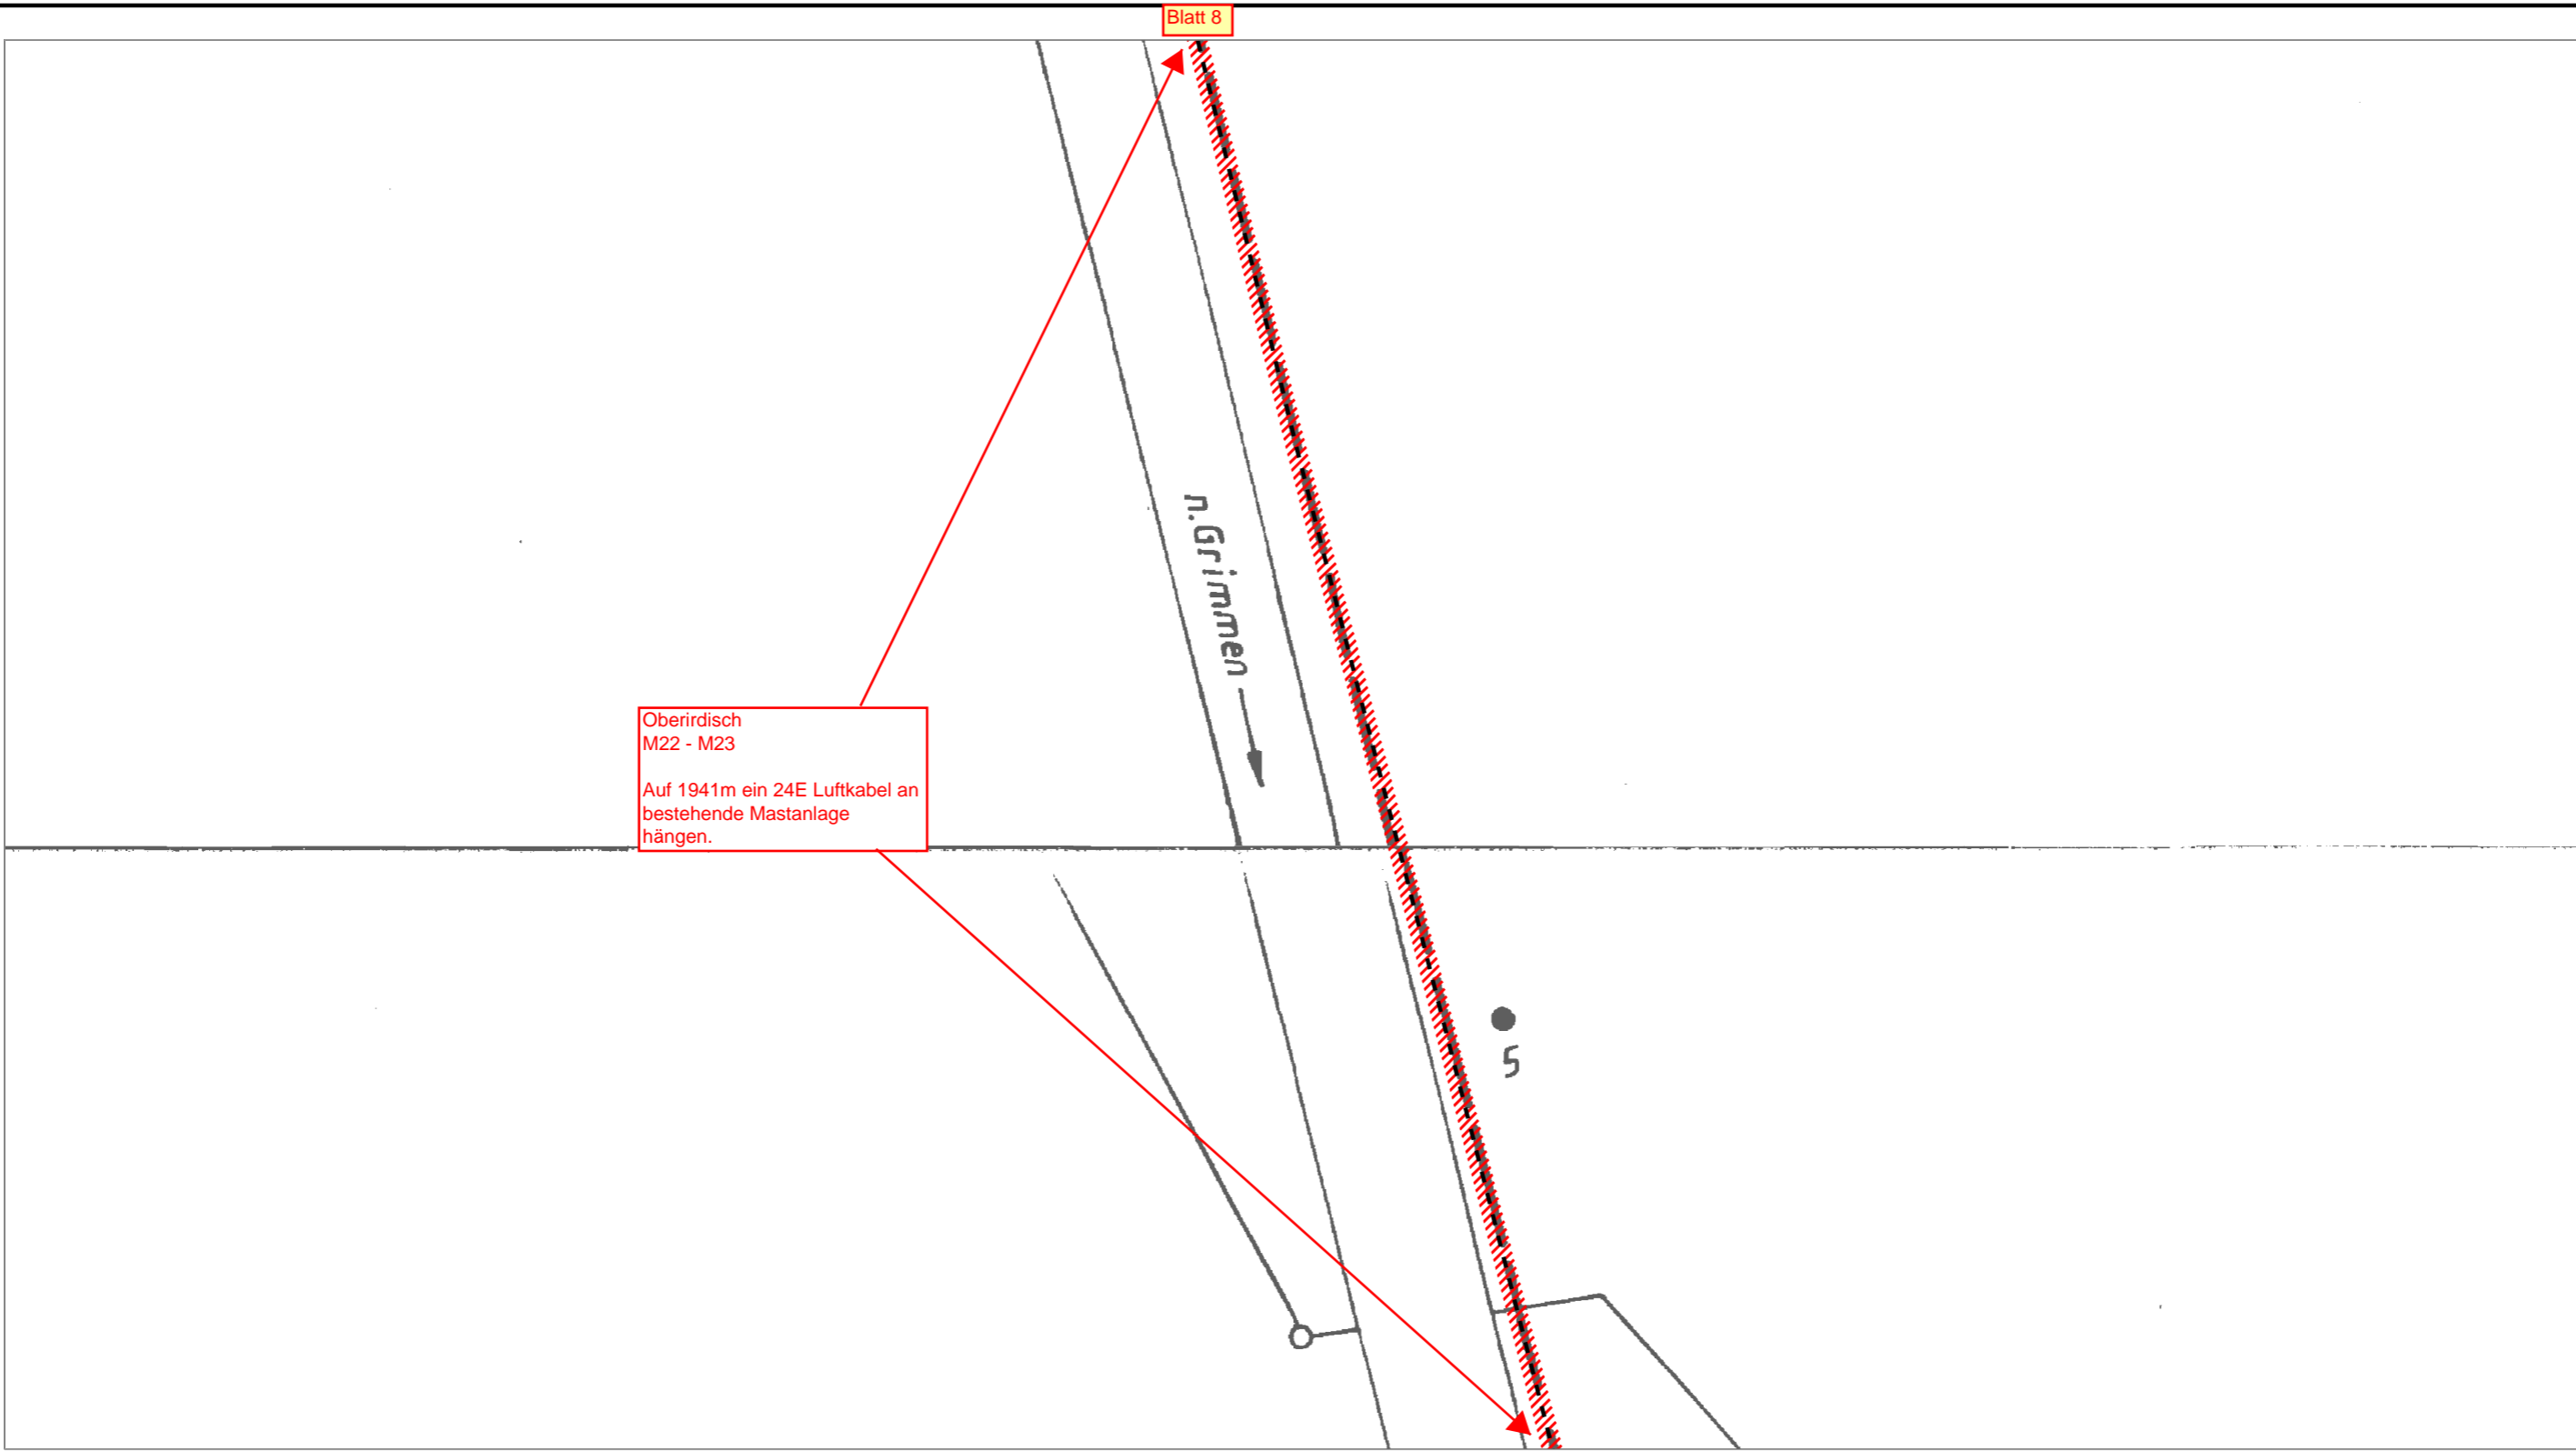 Blatt 8
n.Grimmen
Oberirdisch
M22 - M23
Auf 1941m ein 24E Luftkabel an
bestehende Mastanlage
hängen.
5